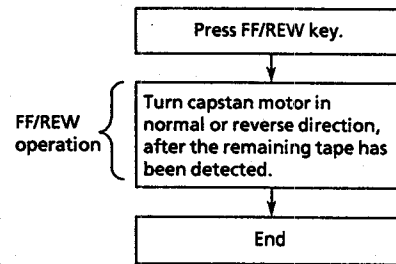 Press FF/REW key.
FF/REW
operation
Turn capstan motor in
normal or reverse direction,
after the remaining tape has
been detected.
End